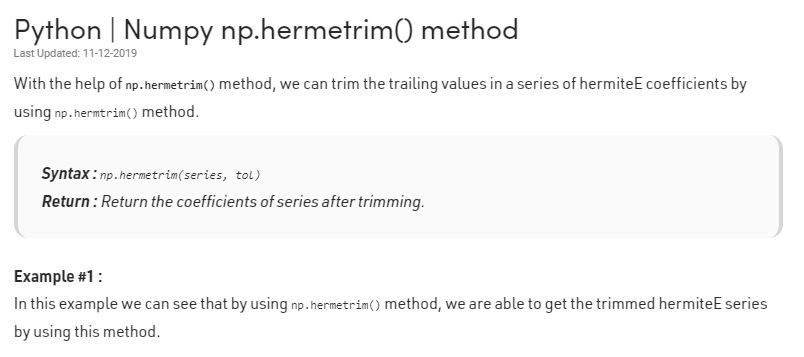 Python | Numpy np.hermetrim() method
Last Updated: 11-12-2019
With the help of np.hermetrim() method, we can trim the trailing values in a series of hermiteE coefficients by
using np.hermtrim() method.
Syntax : np.hermetrim(series, tol)
Return : Return the coefficients of series after trimming.
Example #1 :
In this example we can see that by using np.hermetrim() method, we are able to get the trimmed hermiteE series
by using this method.